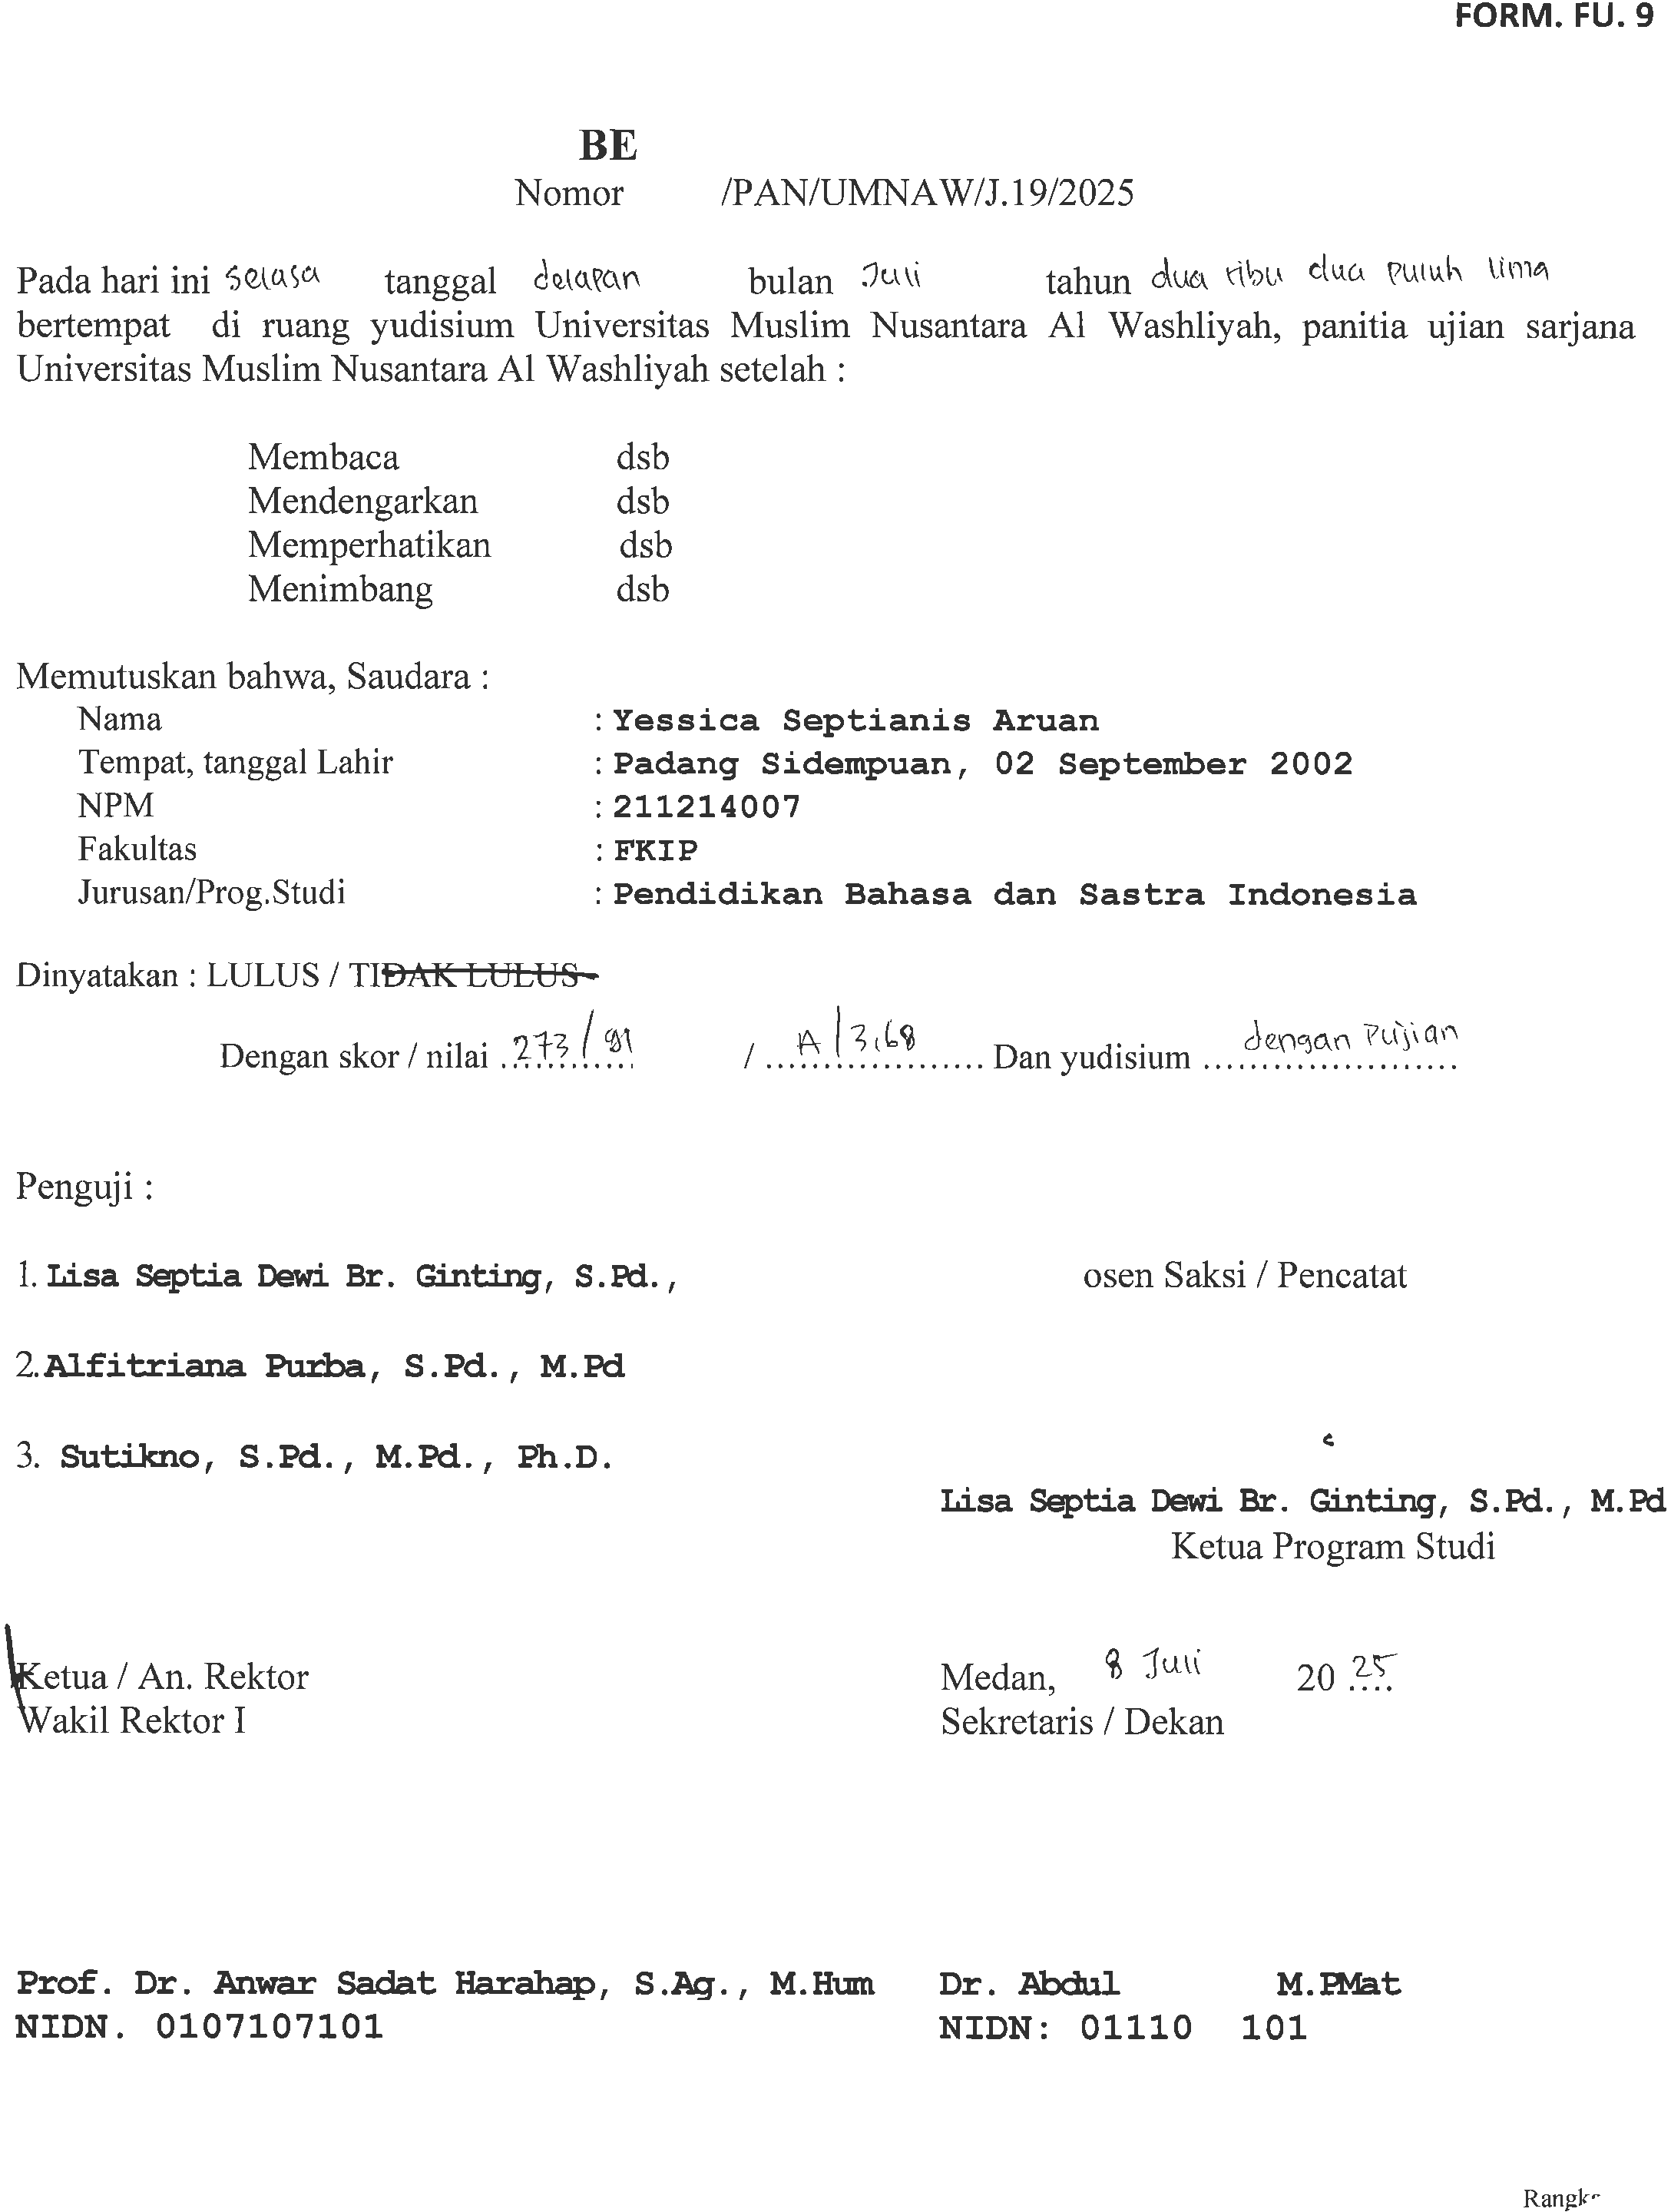 FORM. FU. 9
BE
Nomor /PAN/UMNAW/J.19/2025
Pada hari ini Selasa tanggal delapan bulan Juli tahun dua ribu dua puluh lima
bertempat di ruang yudisium Universitas Muslim Nusantara Al Washliyah, panitia ujian sarjana
Universitas Muslim Nusantara Al Washliyah setelah :
Membaca dsb
Mendengarkan dsb
Memperhatikan dsb
Menimbang dsb
Memutuskan bahwa, Saudara :
Nama : Yessica Septianis Aruan
Tempat, tanggal Lahir : Padang Sidempuan, 02 September 2002
NPM : 211214007
Fakultas : FKIP
Jurusan/Prog.Studi : Pendidikan Bahasa dan Sastra Indonesia
Dinyatakan : LULUS / TIDAK LULUS
Dengan skor / nilai 273/91 / A/3,68 Dan yudisium dengan pujian
Penguji :
1. Lisa Septia Dewi Br. Ginting, S.Pd., osen Saksi / Pencatat
2. Alfitriana Purba, S.Pd., M.Pd
3. Sutikno, S.Pd., M.Pd., Ph.D.
Lisa Septia Dewi Br. Ginting, S.Pd., M.Pd
Ketua Program Studi
Ketua / An. Rektor Medan, 8 Juli 20 25
Wakil Rektor I Sekretaris / Dekan
Prof. Dr. Anwar Sadat Harahap, S.Ag., M.Hum Dr. Abdul M.PMat
NIDN. 0107107101 NIDN: 01110 101